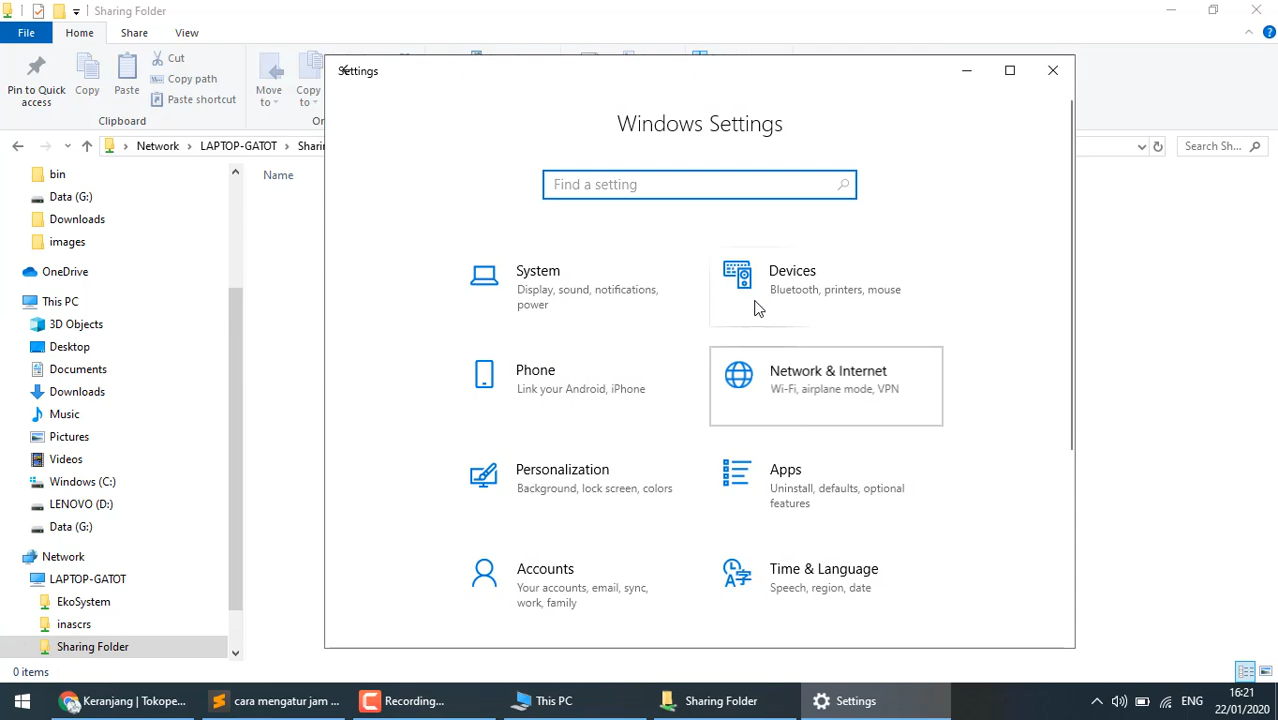 Sharing Folder
File
Home
Share
View
Pin to Quick
access
Copy
Paste
Cut
Copy path
Paste shortcut
Clipboard
Move
to
Copy
to
Or
Network
LAPTOP-GATOT
Sharin
Search Sh...
bin
Data (G:)
Downloads
images
OneDrive
This PC
3D Objects
Desktop
Documents
Downloads
Music
Pictures
Videos
Windows (C:)
LENOVO (D:)
Data (G:)
Network
LAPTOP-GATOT
EkoSystem
inascrs
Sharing Folder
Name
0 items
Settings
Windows Settings
Find a setting
System
Display, sound, notifications,
power
Devices
Bluetooth, printers, mouse
Phone
Link your Android, iPhone
Network & Internet
Wi-Fi, airplane mode, VPN
Personalization
Background, lock screen, colors
Apps
Uninstall, defaults, optional
features
Accounts
Your accounts, email, sync,
work, family
Time & Language
Speech, region, date
Keranjang | Tokope...
cara mengatur jam ...
Recording...
This PC
Sharing Folder
Settings
ENG
16:21
22/01/2020